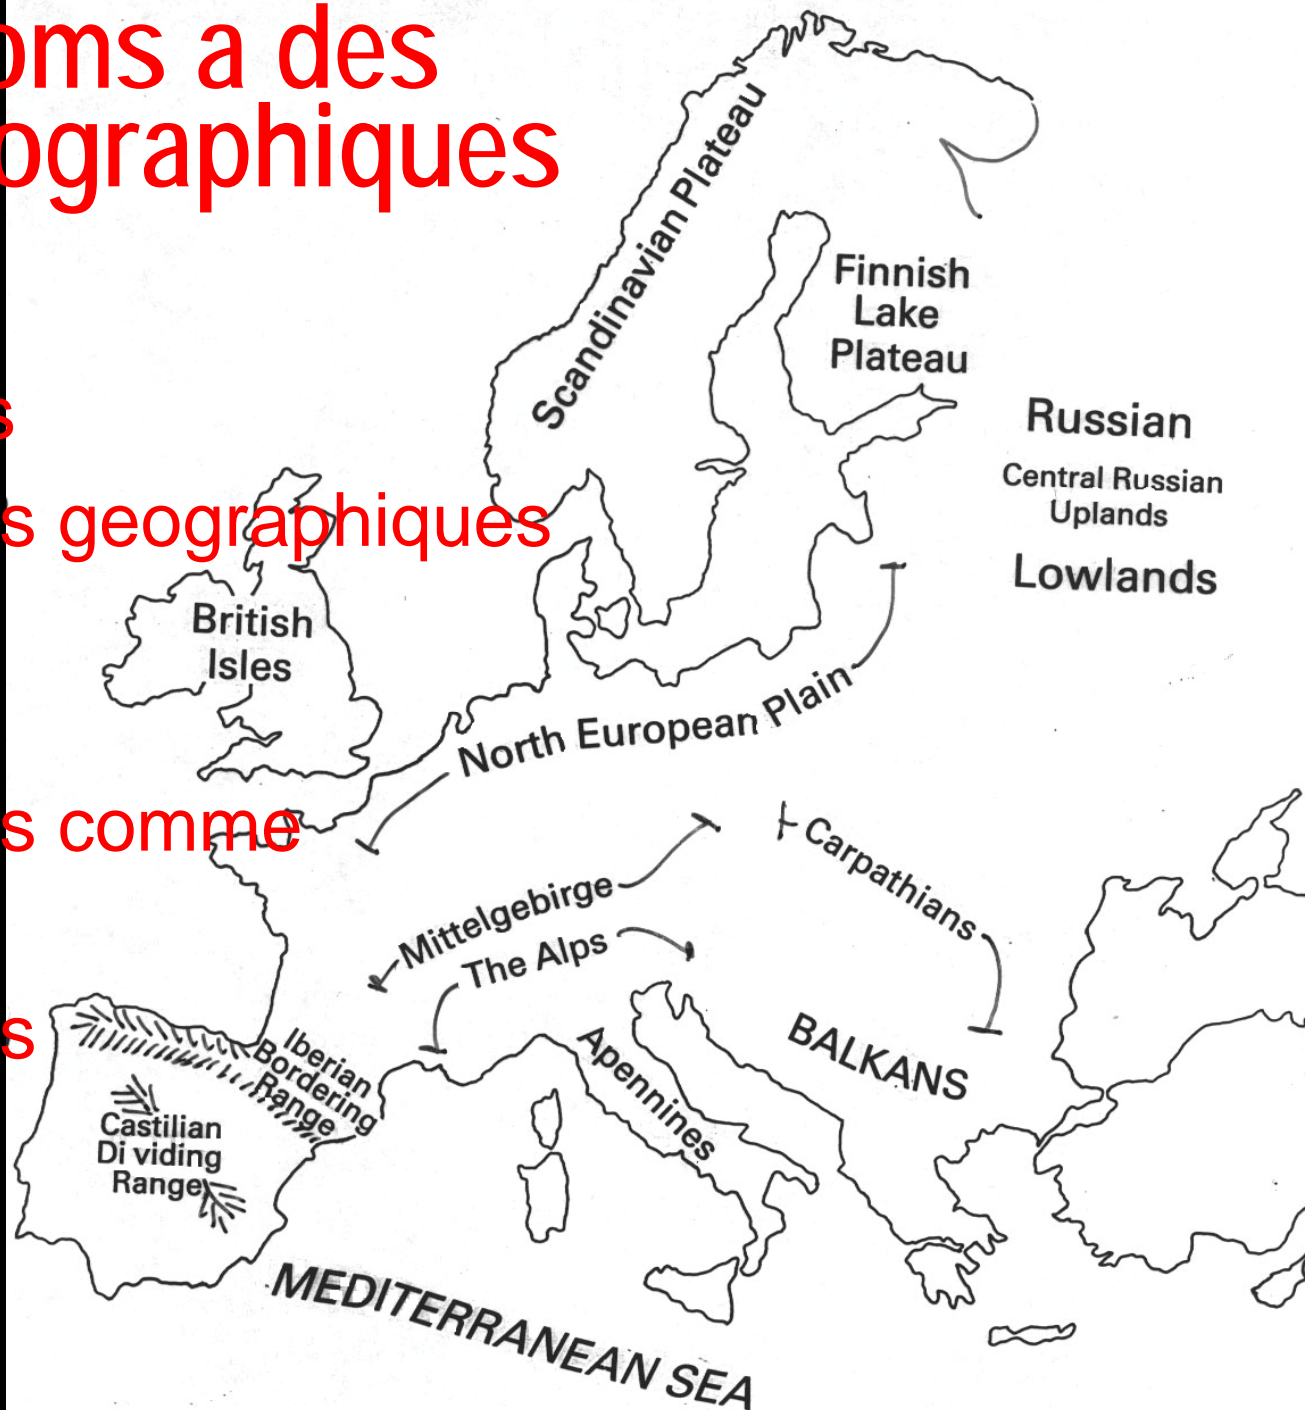 oms a des
ographiques
s
s geographiques
s comme
s
Scandinavian Plateau
Finnish
Lake
Plateau
Russian
Central Russian
Uplands
Lowlands
British
Isles
North European Plain
Mittelgebirge
The Alps
Carpathians
BALKANS
Apennines
Iberian
Bordering
Range
Castilian
Di viding
Range
MEDITERRANEAN SEA